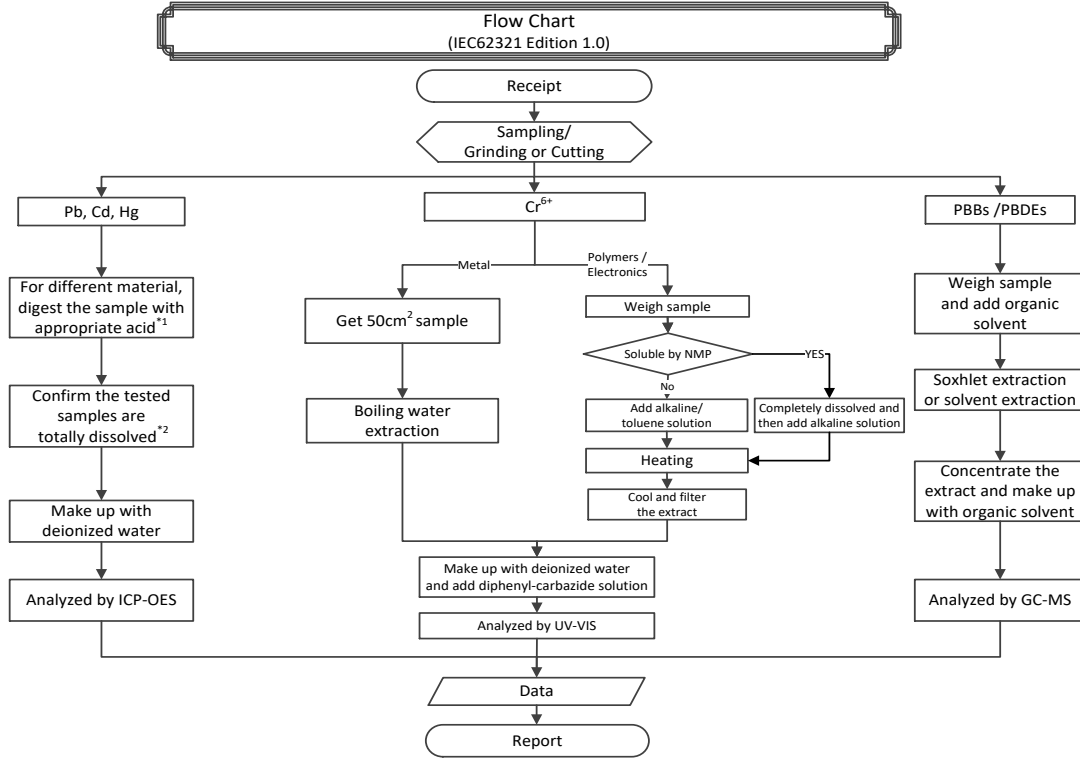 Flow Chart
(IEC62321 Edition 1.0)
Receipt
Sampling/
Grinding or Cutting
Pb, Cd, Hg
Cr⁶⁺
PBBs /PBDEs
For different material,
digest the sample with
appropriate acid*1
Confirm the tested
samples are
totally dissolved*2
Make up with
deionized water
Analyzed by ICP-OES
Metal
Get 50cm² sample
Boiling water
extraction
Polymers /
Electronics
Weigh sample
Soluble by NMP
YES
No
Add alkaline/
toluene solution
Completely dissolved and
then add alkaline solution
Heating
Cool and filter
the extract
Make up with deionized water
and add diphenyl-carbazide solution
Analyzed by UV-VIS
Weigh sample
and add organic
solvent
Soxhlet extraction
or solvent extraction
Concentrate the
extract and make up
with organic solvent
Analyzed by GC-MS
Data
Report